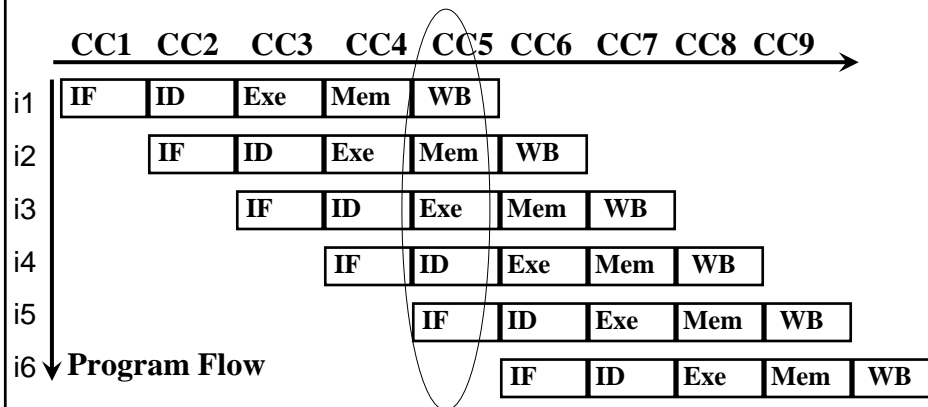 CC1 CC2 CC3 CC4 CC5 CC6 CC7 CC8 CC9
i1 IF ID Exe Mem WB
i2 IF ID Exe Mem WB
i3 IF ID Exe Mem WB
i4 IF ID Exe Mem WB
i5 IF ID Exe Mem WB
i6 Program Flow IF ID Exe Mem WB